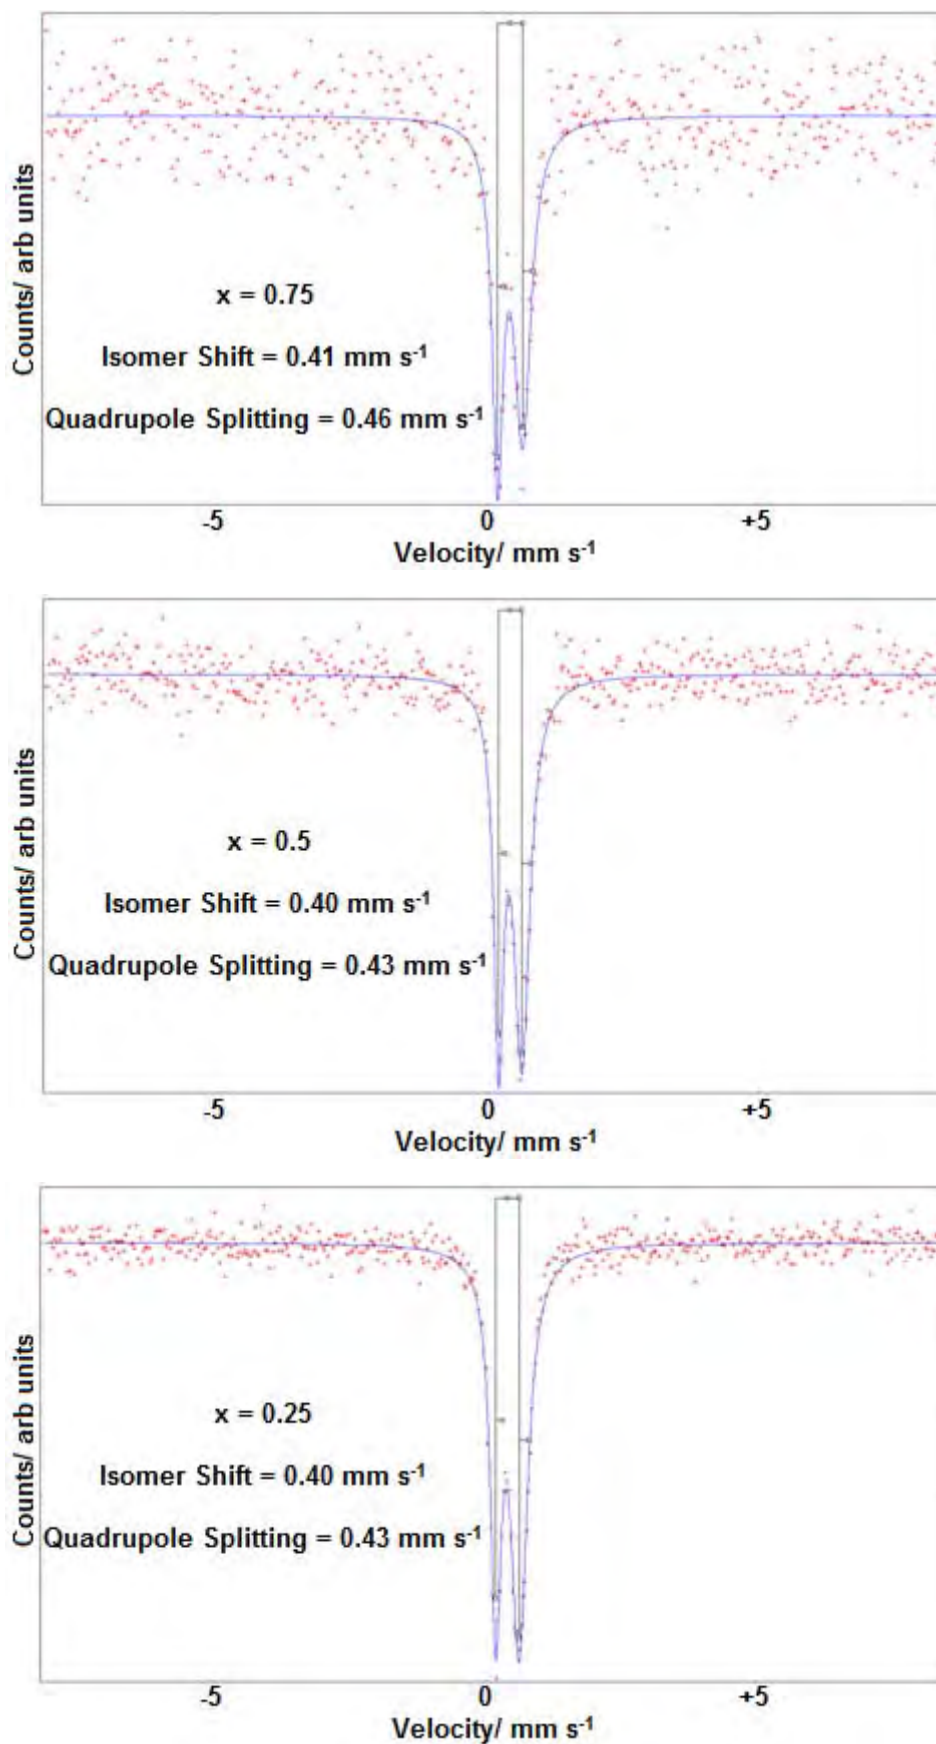 Counts/ arb units
x = 0.75
Isomer Shift = 0.41 mm s⁻¹
Quadrupole Splitting = 0.46 mm s⁻¹
-5 0 +5
Velocity/ mm s⁻¹
Counts/ arb units
x = 0.5
Isomer Shift = 0.40 mm s⁻¹
Quadrupole Splitting = 0.43 mm s⁻¹
-5 0 +5
Velocity/ mm s⁻¹
Counts/ arb units
x = 0.25
Isomer Shift = 0.40 mm s⁻¹
Quadrupole Splitting = 0.43 mm s⁻¹
-5 0 +5
Velocity/ mm s⁻¹